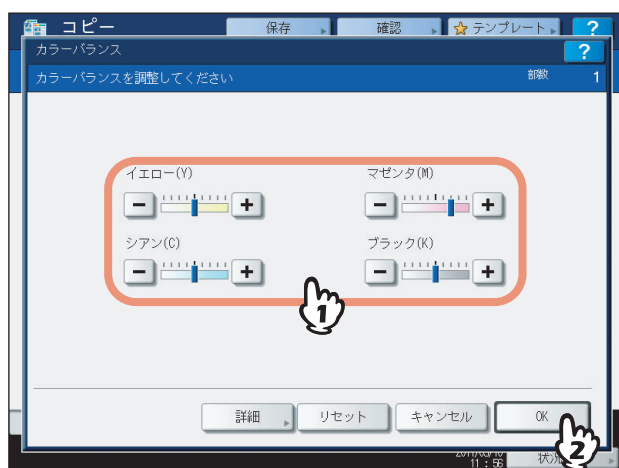 コピー 保存 確認 テンプレート ?
カラーバランス ?
カラーバランスを調整してください 部数 1
イエロー(Y) マゼンタ(M)
− + − +
シアン(C) ブラック(K)
− + − +
1
詳細 リセット キャンセル OK
2
11:56